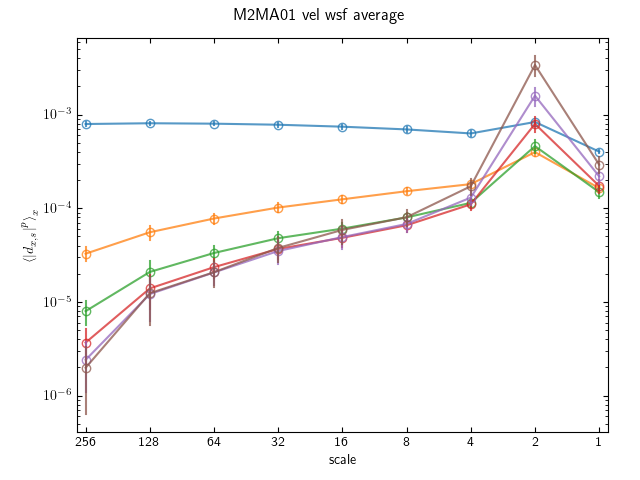 M2MA01 vel wsf average
⟨|d_{x,s}|^p⟩_x
10^{-3}
10^{-4}
10^{-5}
10^{-6}
256 128 64 32 16 8 4 2 1
scale